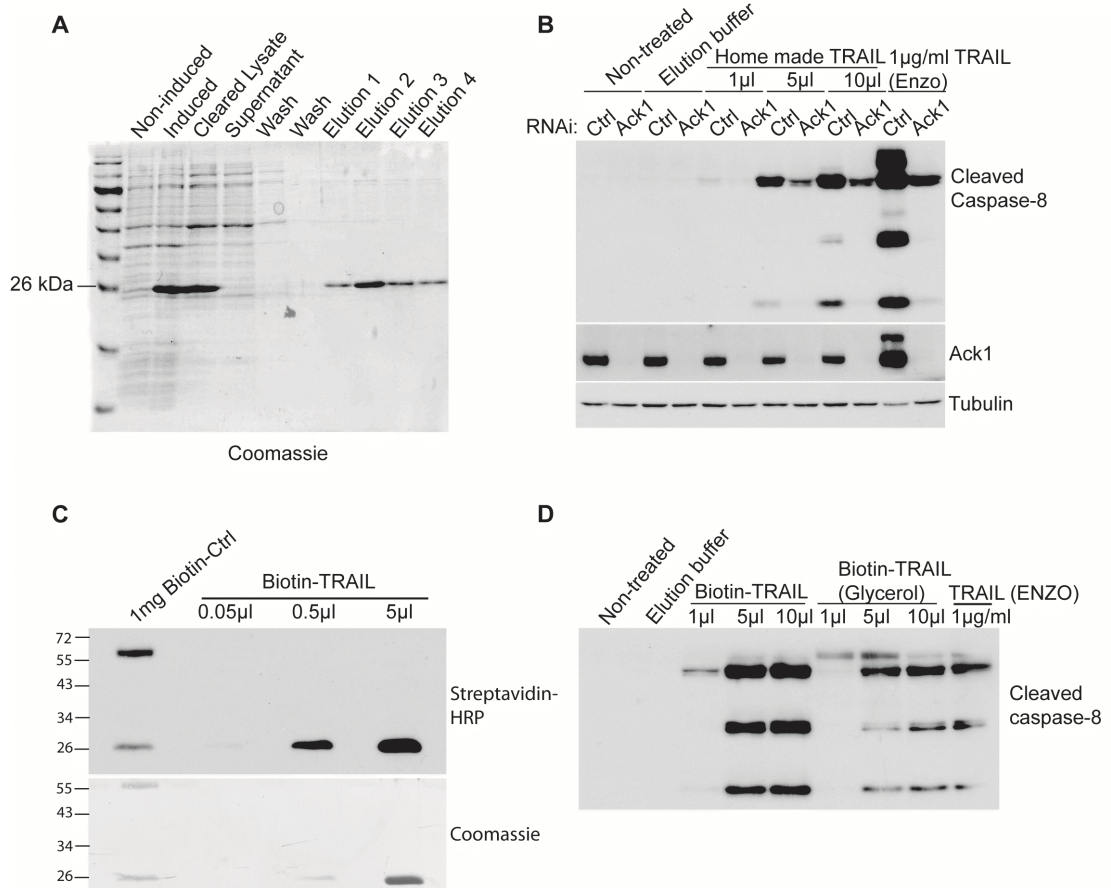 A
Non-induced
Induced
Cleared Lysate
Supernatant
Wash
Wash
Elution 1
Elution 2
Elution 3
Elution 4
26 kDa
Coomassie
B
Non-treated
Elution buffer
Home made TRAIL
1µg/ml TRAIL
1µl
5µl
10µl
(Enzo)
RNAi:
Ctrl
Ack1
Ctrl
Ack1
Ctrl
Ack1
Ctrl
Ack1
Ctrl
Ack1
Ctrl
Ack1
Cleaved
Caspase-8
Ack1
Tubulin
C
1mg Biotin-Ctrl
Biotin-TRAIL
0.05µl
0.5µl
5µl
72
55
43
34
26
Streptavidin-
HRP
55
43
34
26
Coomassie
D
Non-treated
Elution buffer
Biotin-TRAIL
1µl
5µl
10µl
Biotin-TRAIL
(Glycerol)
1µl
5µl
10µl
TRAIL (ENZO)
1µg/ml
Cleaved
caspase-8